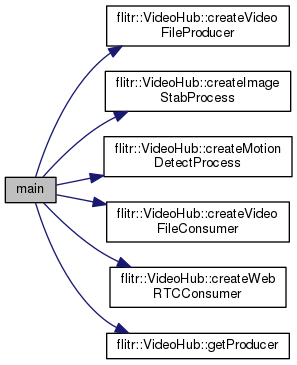 flitr::VideoHub::createVideo
FileProducer
flitr::VideoHub::createImage
StabProcess
flitr::VideoHub::createMotion
DetectProcess
main
flitr::VideoHub::createVideo
FileConsumer
flitr::VideoHub::createWeb
RTCConsumer
flitr::VideoHub::getProducer